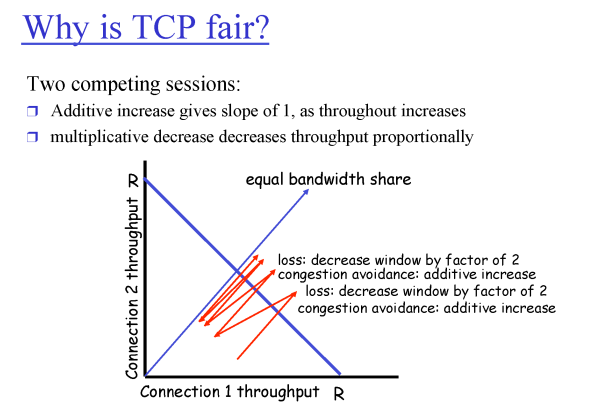 Why is TCP fair?
Two competing sessions:
❒ Additive increase gives slope of 1, as throughout increases
❒ multiplicative decrease decreases throughput proportionally
R
equal bandwidth share
loss: decrease window by factor of 2
congestion avoidance: additive increase
loss: decrease window by factor of 2
congestion avoidance: additive increase
Connection 2 throughput
Connection 1 throughput
R